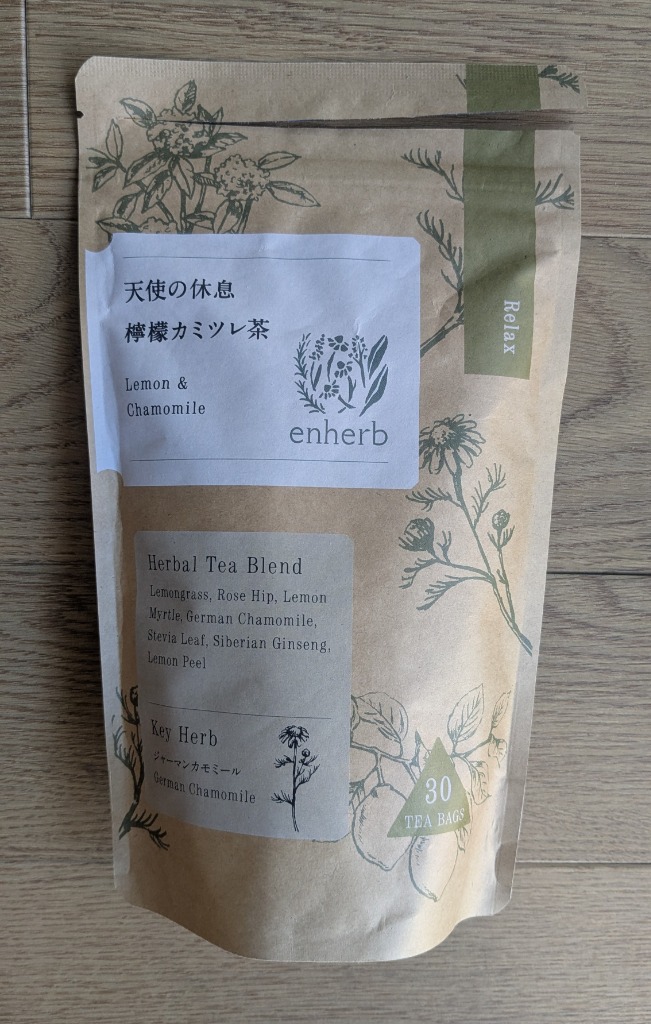 Relax
天使の休息
檸檬カミツレ茶
Lemon &
Chamomile
enherb
Herbal Tea Blend
Lemongrass, Rose Hip, Lemon
Myrtle, German Chamomile,
Stevia Leaf, Siberian Ginseng,
Lemon Peel
Key Herb
ジャーマンカモミール
German Chamomile
30
TEA BAGS